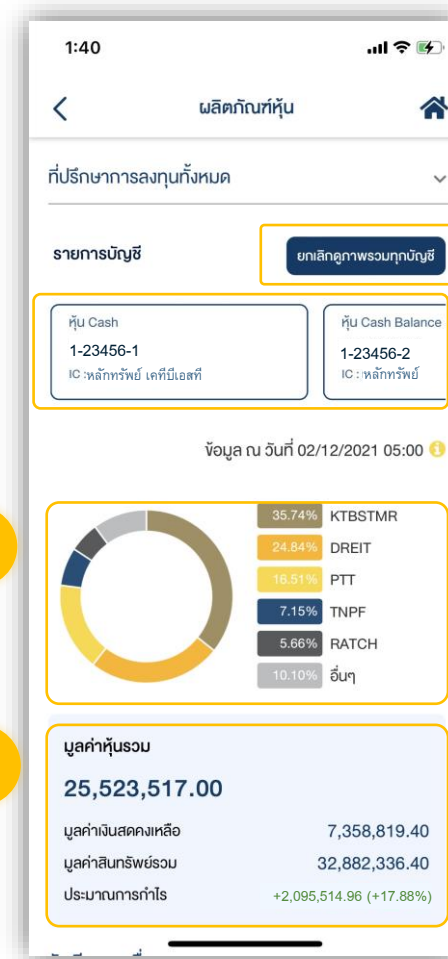 1:40
ผลิตภัณฑ์หุ้น
ที่ปรึกษาการลงทุนทั้งหมด
รายการบัญชี
ยกเลิกดูภาพรวมทุกบัญชี
หุ้น Cash
1-23456-1
IC :หลักทรัพย์ เคทีบีเอสที
หุ้น Cash Balance
1-23456-2
IC : หลักทรัพย์
ข้อมูล ณ วันที่ 02/12/2021 05:00
35.74% KTBSTMR
24.84% DREIT
16.51% PTT
7.15% TNPF
5.66% RATCH
10.10% อื่นๆ
มูลค่าหุ้นรวม
25,523,517.00
มูลค่าเงินสดคงเหลือ 7,358,819.40
มูลค่าสินทรัพย์รวม 32,882,336.40
ประมาณการกำไร +2,095,514.96 (+17.88%)